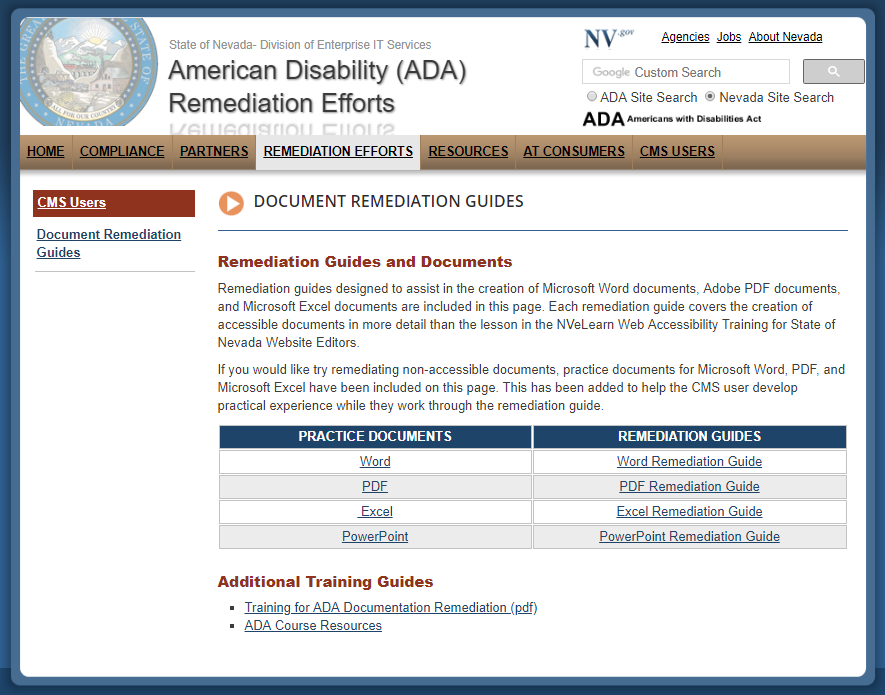 THE GREAT STATE OF
ALL FOR OUR COUNTRY
NEVADA
NV.gov
Agencies Jobs About Nevada
State of Nevada- Division of Enterprise IT Services
American Disability (ADA)
Remediation Efforts
Google Custom Search
ADA Site Search Nevada Site Search
ADA Americans with Disabilities Act
HOME COMPLIANCE PARTNERS REMEDIATION EFFORTS RESOURCES AT CONSUMERS CMS USERS
CMS Users
Document Remediation
Guides
DOCUMENT REMEDIATION GUIDES
Remediation Guides and Documents
Remediation guides designed to assist in the creation of Microsoft Word documents, Adobe PDF documents,
and Microsoft Excel documents are included in this page. Each remediation guide covers the creation of
accessible documents in more detail than the lesson in the NVeLearn Web Accessibility Training for State of
Nevada Website Editors.
If you would like try remediating non-accessible documents, practice documents for Microsoft Word, PDF, and
Microsoft Excel have been included on this page. This has been added to help the CMS user develop
practical experience while they work through the remediation guide.
PRACTICE DOCUMENTS REMEDIATION GUIDES
Word Word Remediation Guide
PDF PDF Remediation Guide
Excel Excel Remediation Guide
PowerPoint PowerPoint Remediation Guide
Additional Training Guides
Training for ADA Documentation Remediation (pdf)
ADA Course Resources